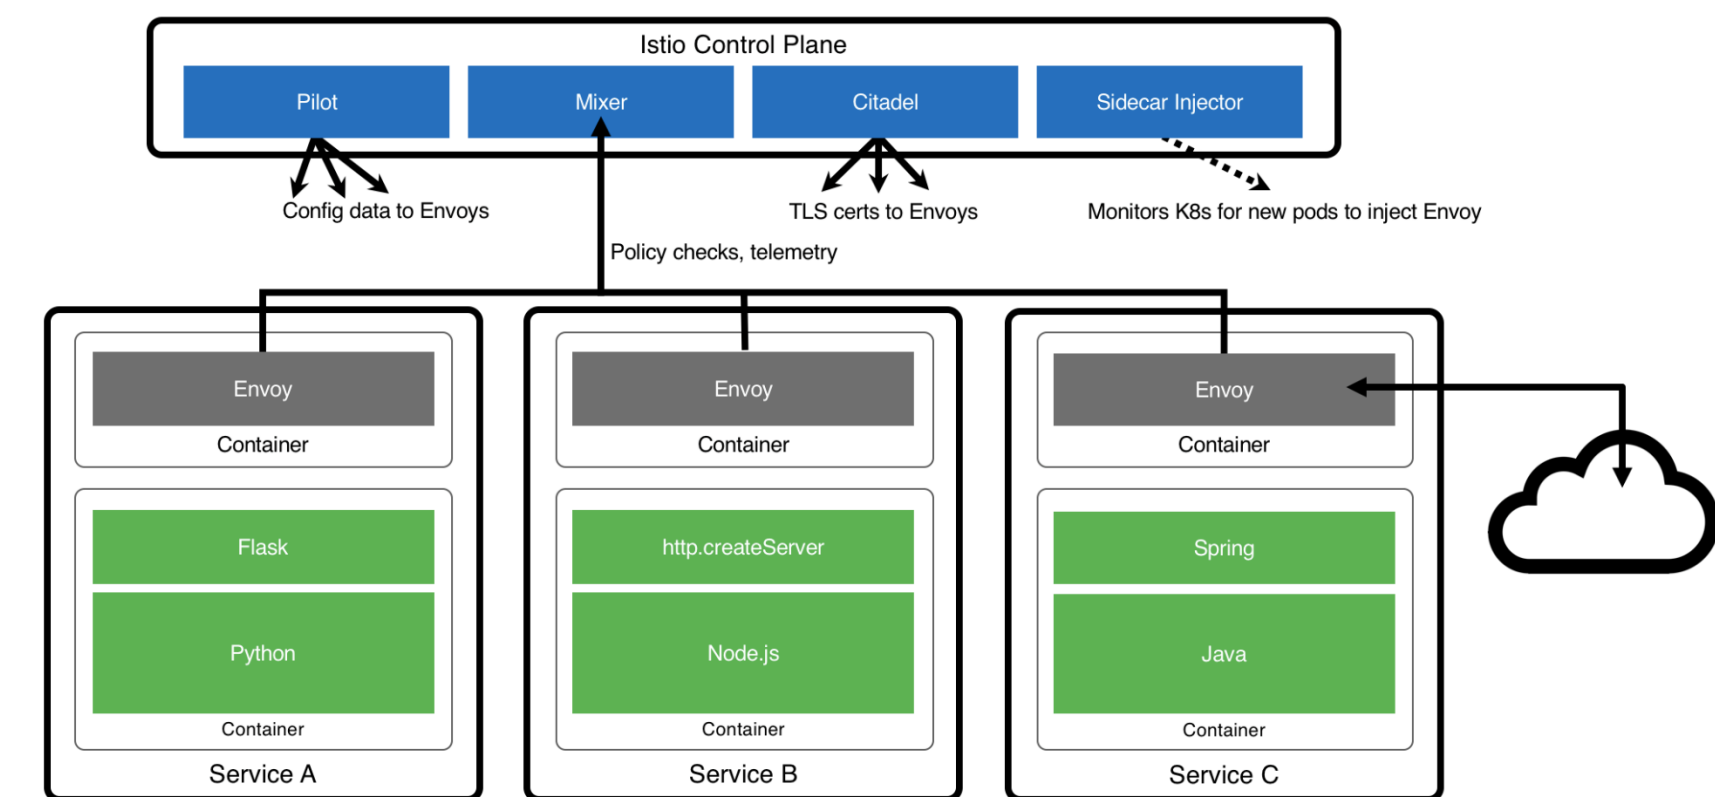 Istio Control Plane
Pilot
Mixer
Citadel
Sidecar Injector
Config data to Envoys
TLS certs to Envoys
Monitors K8s for new pods to inject Envoy
Policy checks, telemetry
Envoy
Container
Flask
Python
Container
Service A
Envoy
Container
http.createServer
Node.js
Container
Service B
Envoy
Container
Spring
Java
Container
Service C